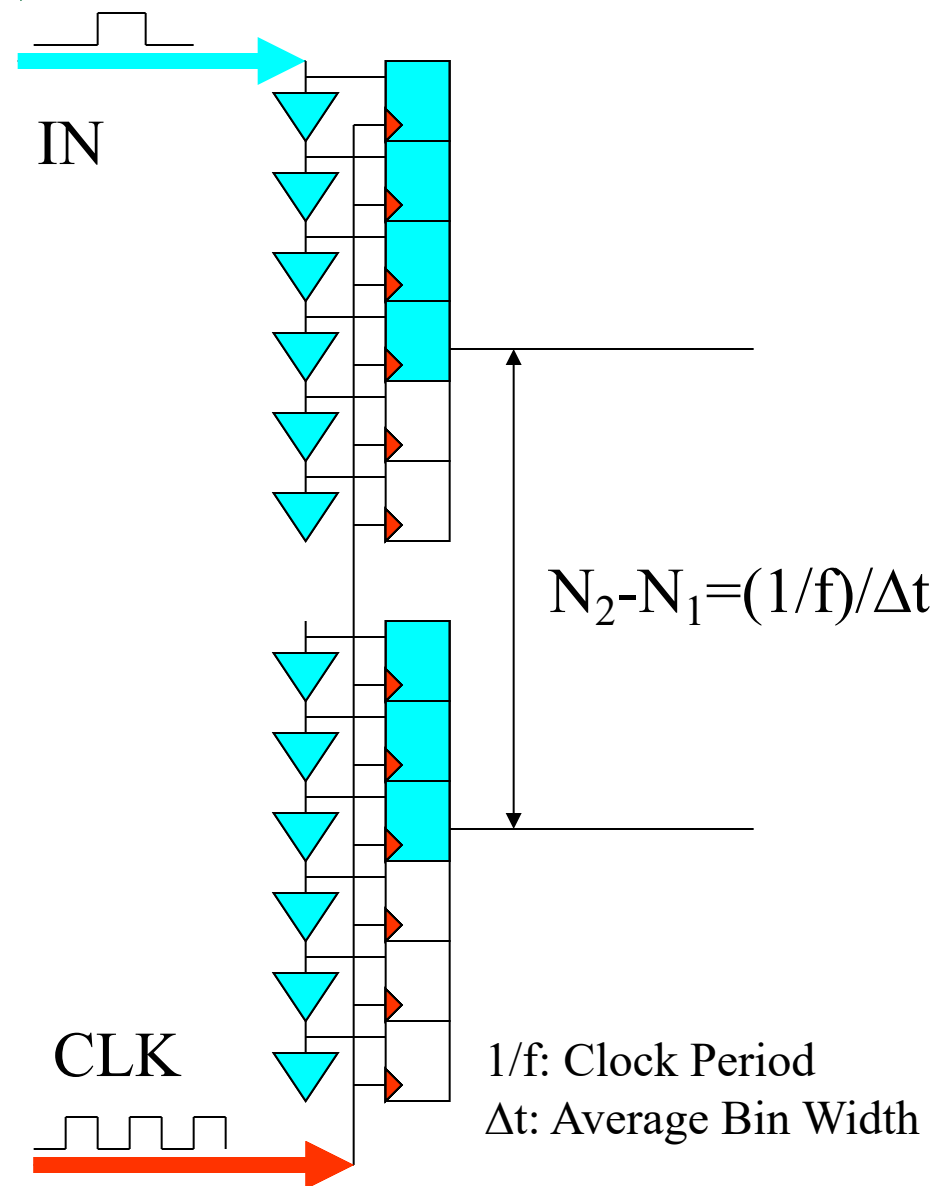 IN
N₂-N₁=(1/f)/Δt
CLK
1/f: Clock Period
Δt: Average Bin Width